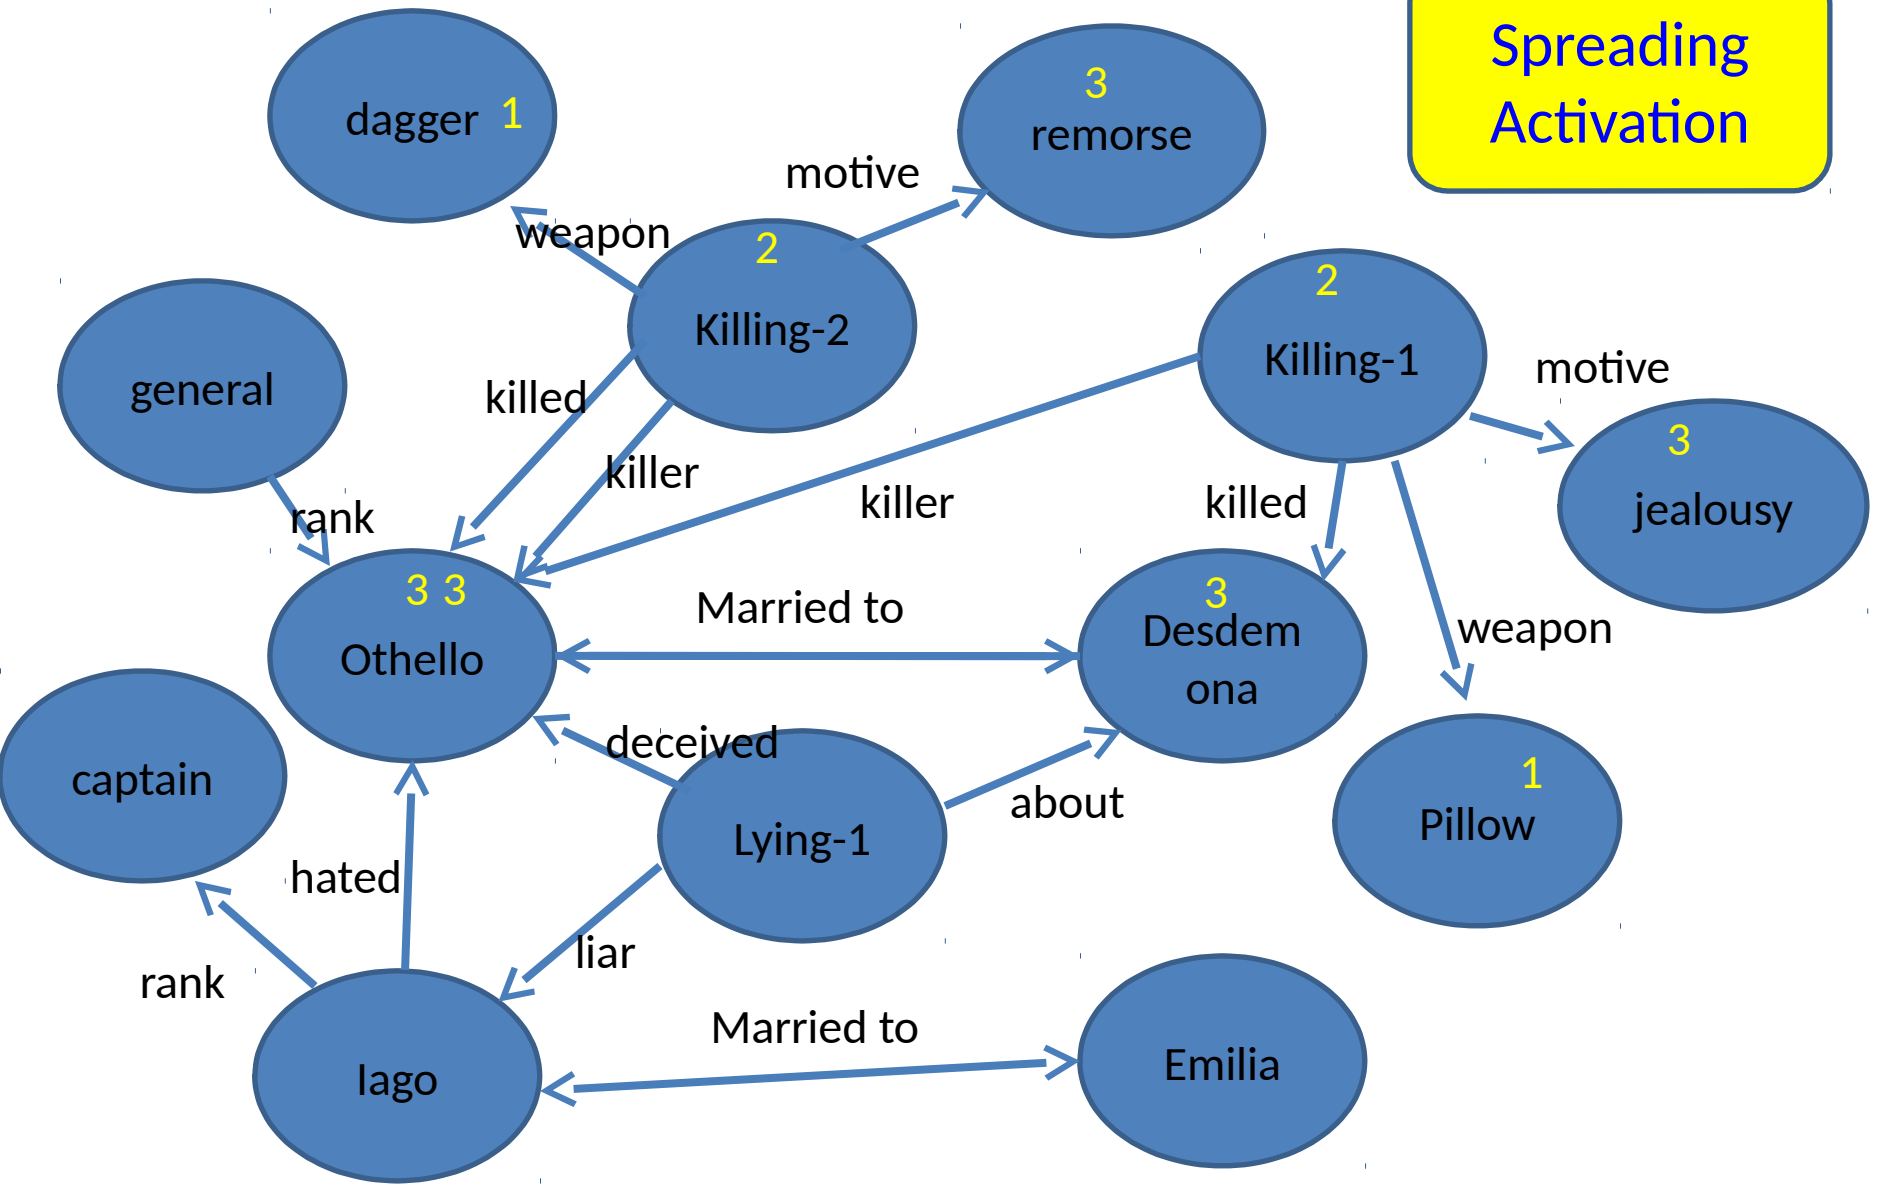 Spreading
Activation
3
dagger 1
remorse
motive
weapon
2
Killing-2
2
Killing-1
general
motive
killed
3
killer
killer
killed
jealousy
rank
3 3
Othello
Married to
3
Desdem
ona
weapon
captain
deceived
1
Pillow
about
Lying-1
hated
liar
rank
Married to
Iago
Emilia